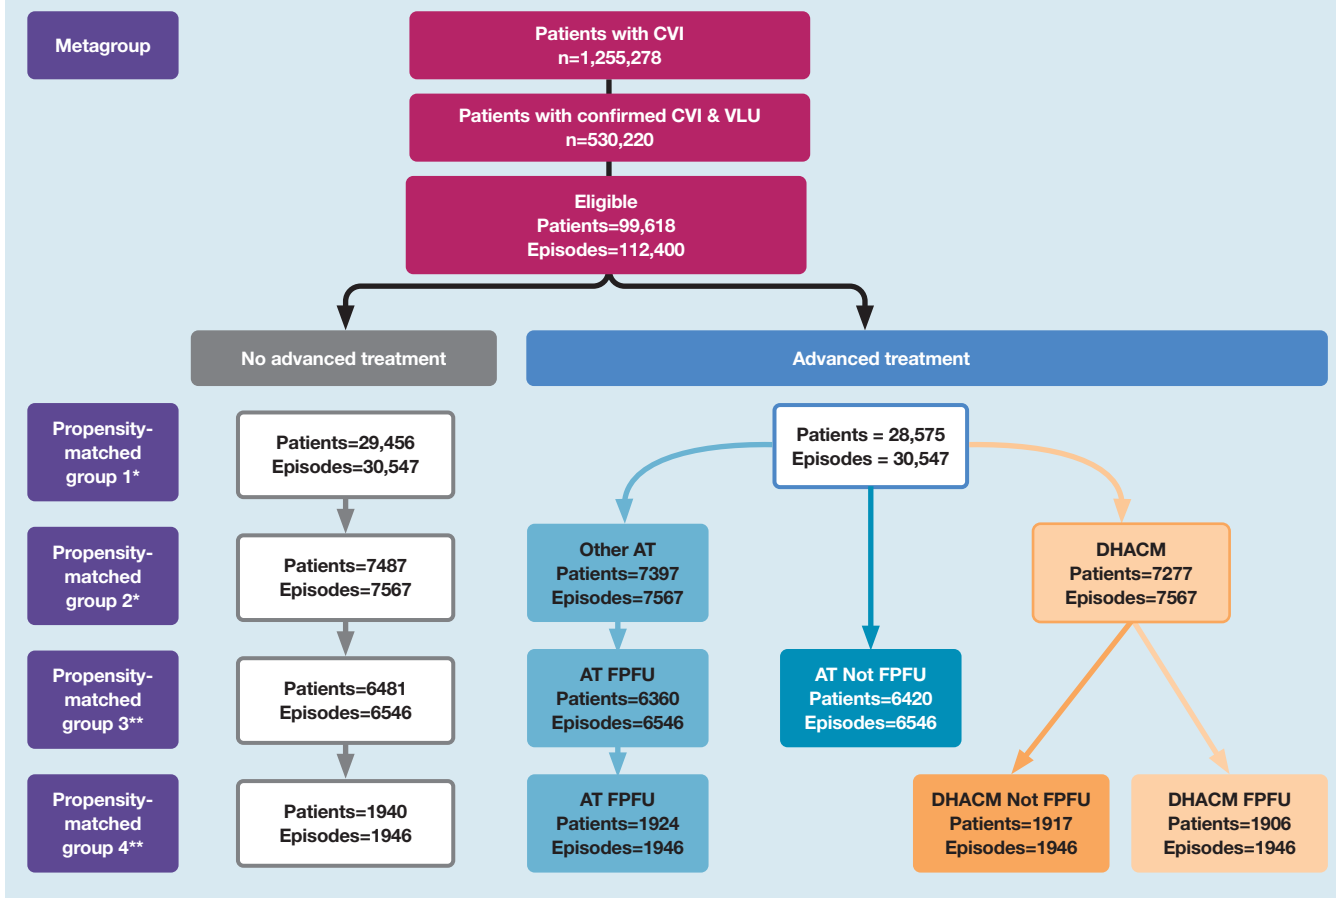 Metagroup
Patients with CVI
n=1,255,278
Patients with confirmed CVI & VLU
n=530,220
Eligible
Patients=99,618
Episodes=112,400
No advanced treatment
Advanced treatment
Propensity-
matched
group 1*
Patients=29,456
Episodes=30,547
Patients = 28,575
Episodes = 30,547
Propensity-
matched
group 2*
Patients=7487
Episodes=7567
Other AT
Patients=7397
Episodes=7567
DHACM
Patients=7277
Episodes=7567
Propensity-
matched
group 3**
Patients=6481
Episodes=6546
AT FPFU
Patients=6360
Episodes=6546
AT Not FPFU
Patients=6420
Episodes=6546
Propensity-
matched
group 4**
Patients=1940
Episodes=1946
AT FPFU
Patients=1924
Episodes=1946
DHACM Not FPFU
Patients=1917
Episodes=1946
DHACM FPFU
Patients=1906
Episodes=1946